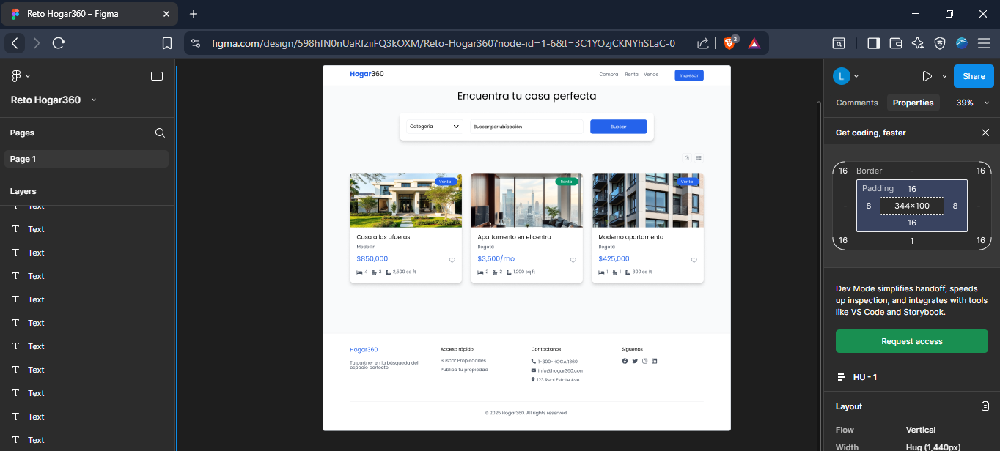 Reto Hogar360 – Figma
figma.com/design/598hfN0nUaRfziiFQ3kOXM/Reto-Hogar360?node-id=1-6&t=3C1YOzjCKNYhSLaC-0
2
Reto Hogar360
Pages
Page 1
Layers
Text
Text
Text
Text
Text
Text
Text
Text
Text
Text
Text
Hogar360
Compra Renta Vende Ingresar
Encuentra tu casa perfecta
Categoría
Buscar por ubicación
Buscar
Venta
Casa a las afueras
Medellín
$850,000
4 3 2,500 sq ft
Renta
Apartamento en el centro
Bogotá
$3,500/mo
2 2 1,200 sq ft
Venta
Moderno apartamento
Bogotá
$425,000
1 1 800 sq ft
Hogar360
Tu partner en la búsqueda del
espacio perfecto.
Acceso rápido
Buscar Propiedades
Publica tu propiedad
Contactanos
1-800-HOGAR360
info@hogar360.com
123 Real Estate Ave
Síguenos
© 2025 Hogar360. All rights reserved.
L
Share
Comments
Properties
39%
Get coding, faster
16 Border - 16
Padding 16
- 8 344×100 8 -
16
16 1 16
Dev Mode simplifies handoff, speeds
up inspection, and integrates with tools
like VS Code and Storybook.
Request access
HU - 1
Layout
Flow Vertical
Width Hug (1,440px)